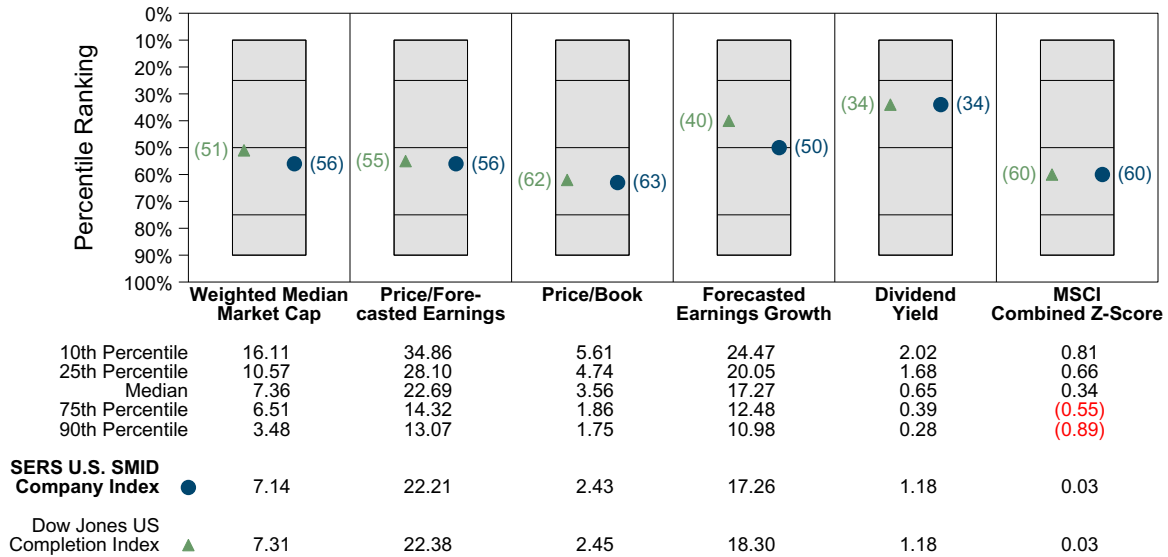 0%
10%
20%
30%
40%
50%
60%
70%
80%
90%
100%
Percentile Ranking
(51) (56)
(55) (56)
(62) (63)
(40) (50)
(34) (34)
(60) (60)
Weighted Median
Market Cap
Price/Fore-
casted Earnings
Price/Book
Forecasted
Earnings Growth
Dividend
Yield
MSCI
Combined Z-Score
10th Percentile 16.11 34.86 5.61 24.47 2.02 0.81
25th Percentile 10.57 28.10 4.74 20.05 1.68 0.66
Median 7.36 22.69 3.56 17.27 0.65 0.34
75th Percentile 6.51 14.32 1.86 12.48 0.39 (0.55)
90th Percentile 3.48 13.07 1.75 10.98 0.28 (0.89)
SERS U.S. SMID
Company Index 7.14 22.21 2.43 17.26 1.18 0.03
Dow Jones US
Completion Index 7.31 22.38 2.45 18.30 1.18 0.03